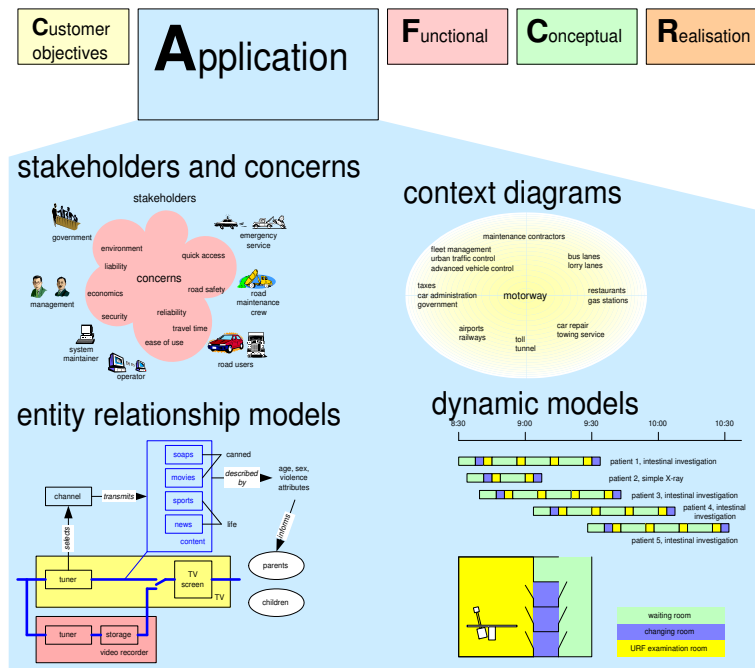 Customer
objectives
Application
Functional
Conceptual
Realisation
stakeholders and concerns
stakeholders
government
emergency
service
environment
quick access
liability
concerns
management
economics
road safety
road
maintenance
crew
security
reliability
travel time
ease of use
system
maintainer
operator
road users
context diagrams
maintenance contractors
fleet management
urban traffic control
advanced vehicle control
bus lanes
lorry lanes
taxes
car administration
government
motorway
restaurants
gas stations
airports
railways
toll
tunnel
car repair
towing service
entity relationship models
soaps
movies
sports
news
content
canned
life
channel
transmits
described
by
age, sex,
violence
attributes
selects
informs
parents
children
tuner
TV
screen
TV
tuner
storage
video recorder
dynamic models
8:30 9:00 9:30 10:00 10:30
patient 1, intestinal investigation
patient 2, simple X-ray
patient 3, intestinal investigation
patient 4, intestinal
investigation
patient 5, intestinal investigation
waiting room
changing room
URF examination room